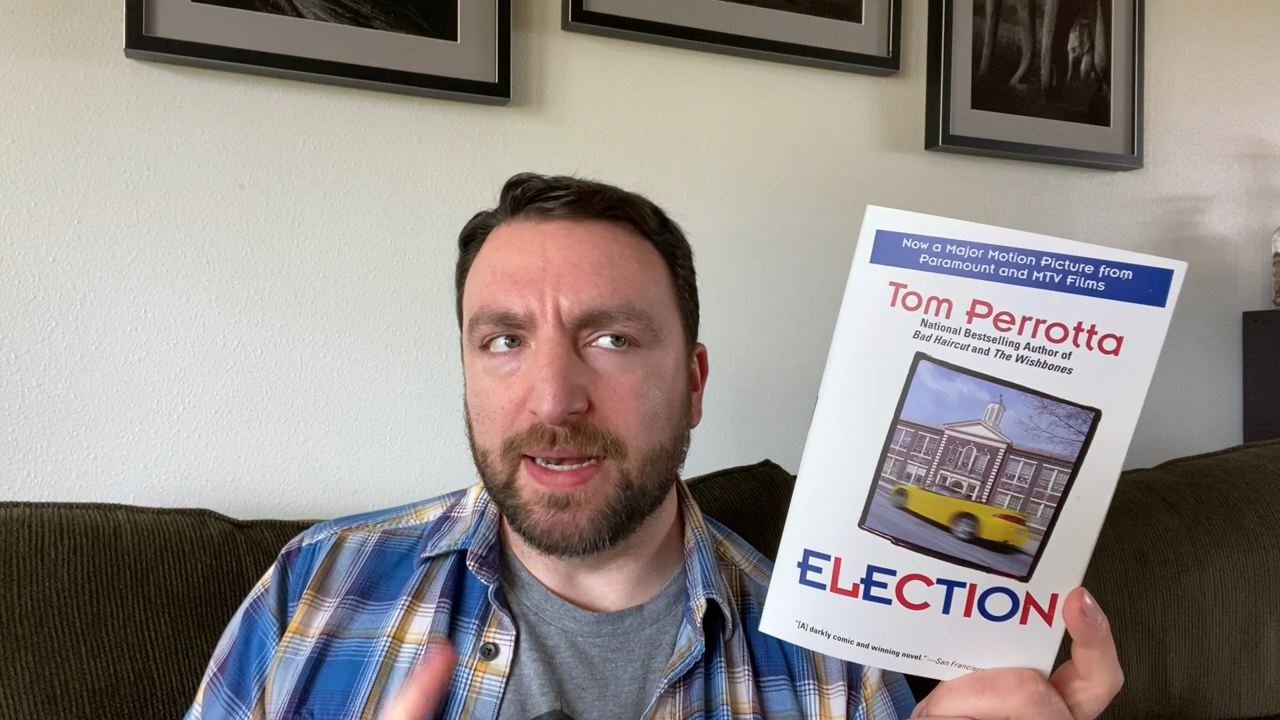 Now a Major Motion Picture from
Paramount and MTV Films
Tom Perrotta
National Bestselling Author of
Bad Haircut and The Wishbones
ELECTION
"[A] darkly comic and winning novel." —San Francisco